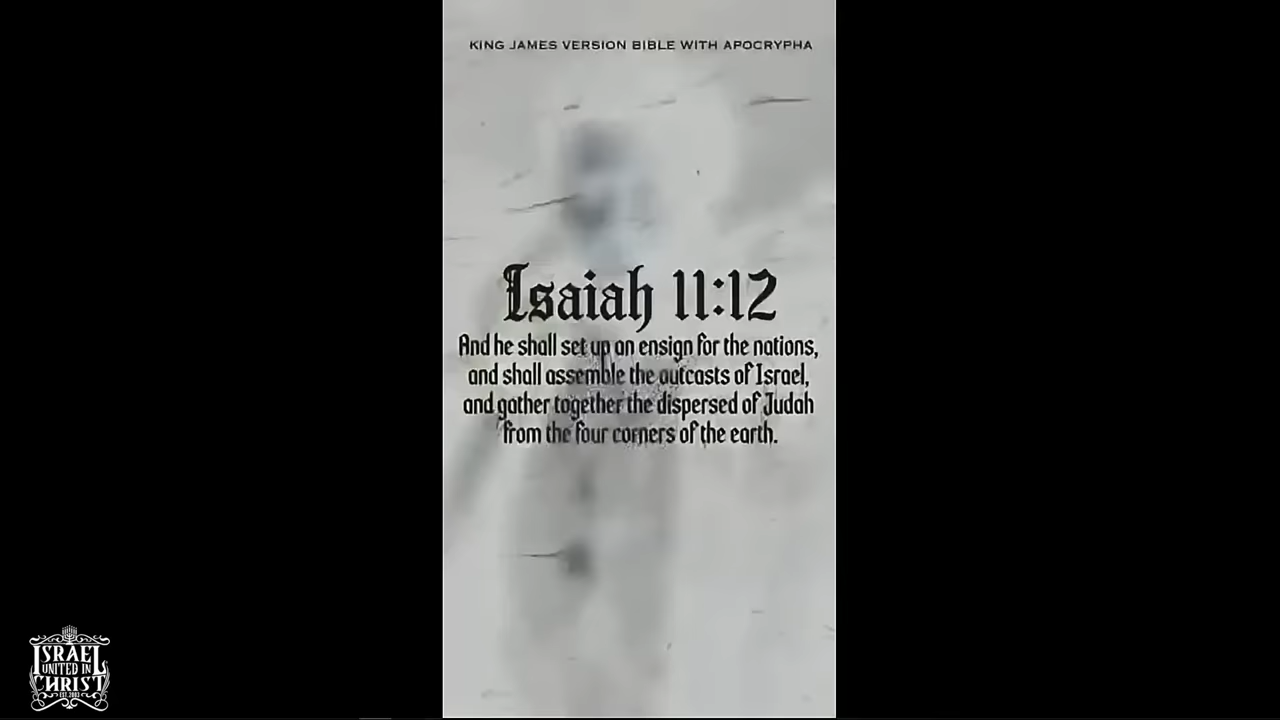 KING JAMES VERSION BIBLE WITH APOCRYPHA
Isaiah 11:12
And he shall set up an ensign for the nations,
and shall assemble the outcasts of Israel,
and gather together the dispersed of Judah
from the four corners of the earth.
ISRAEL
UNITED IN
CHRIST
EST. 2003